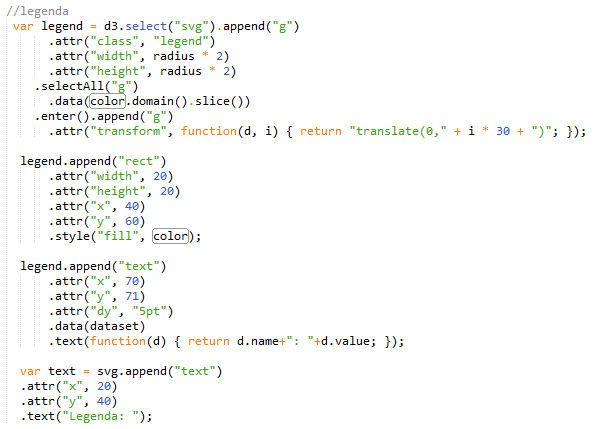 //legenda
var legend = d3.select("svg").append("g")
.attr("class", "legend")
.attr("width", radius * 2)
.attr("height", radius * 2)
.selectAll("g")
.data(color.domain().slice())
.enter().append("g")
.attr("transform", function(d, i) { return "translate(0," + i * 30 + ")"; });
legend.append("rect")
.attr("width", 20)
.attr("height", 20)
.attr("x", 40)
.attr("y", 60)
.style("fill", color);
legend.append("text")
.attr("x", 70)
.attr("y", 71)
.attr("dy", "5pt")
.data(dataset)
.text(function(d) { return d.name+": "+d.value; });
var text = svg.append("text")
.attr("x", 20)
.attr("y", 40)
.text("Legenda: ");